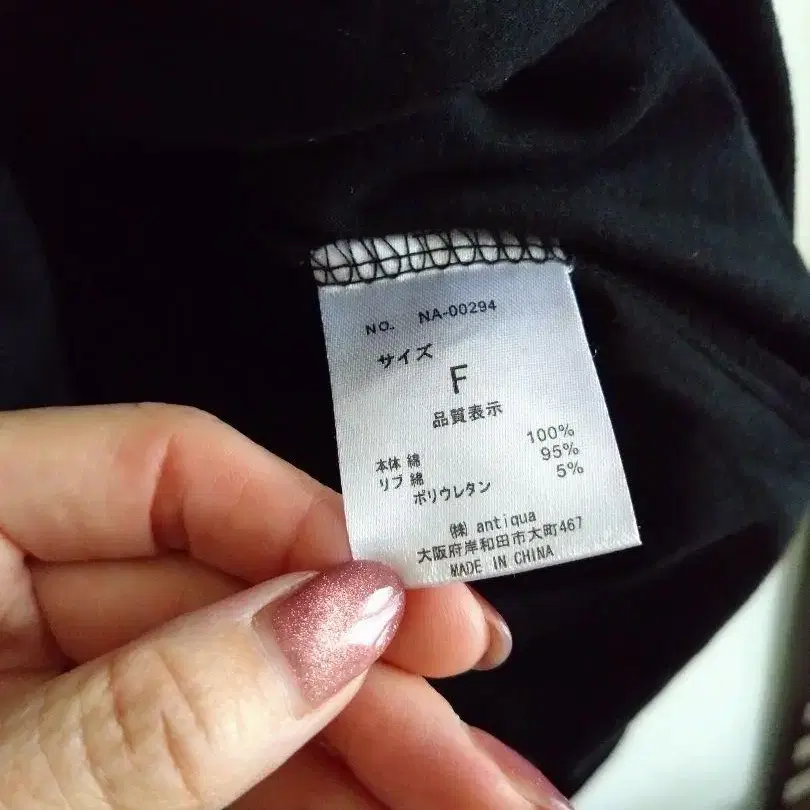 NO. NA-00294
サイズ
F
品質表示
本体 綿 100%
リブ 綿 95%
ポリウレタン 5%
㈱ antiqua
大阪府岸和田市大町467
MADE IN CHINA